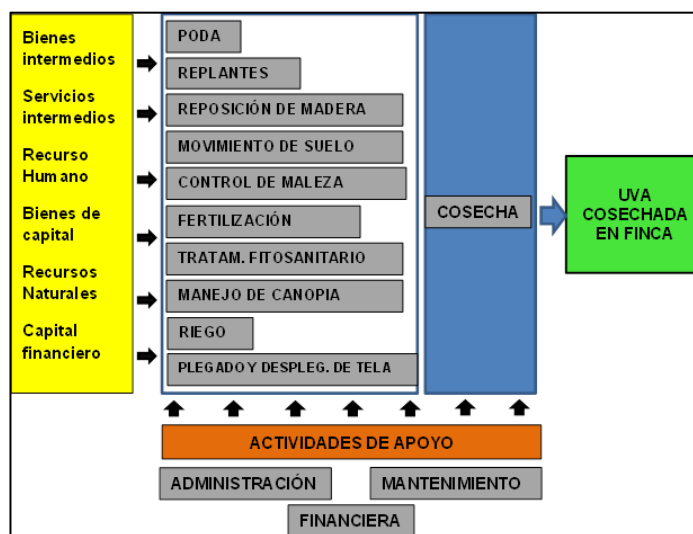 Bienes
intermedios
Servicios
intermedios
Recurso
Humano
Bienes de
capital
Recursos
Naturales
Capital
financiero
PODA
REPLANTES
REPOSICIÓN DE MADERA
MOVIMIENTO DE SUELO
CONTROL DE MALEZA
FERTILIZACIÓN
TRATAM. FITOSANITARIO
MANEJO DE CANOPIA
RIEGO
PLEGADO Y DESPLEG. DE TELA
COSECHA
UVA
COSECHADA
EN FINCA
ACTIVIDADES DE APOYO
ADMINISTRACIÓN
MANTENIMIENTO
FINANCIERA